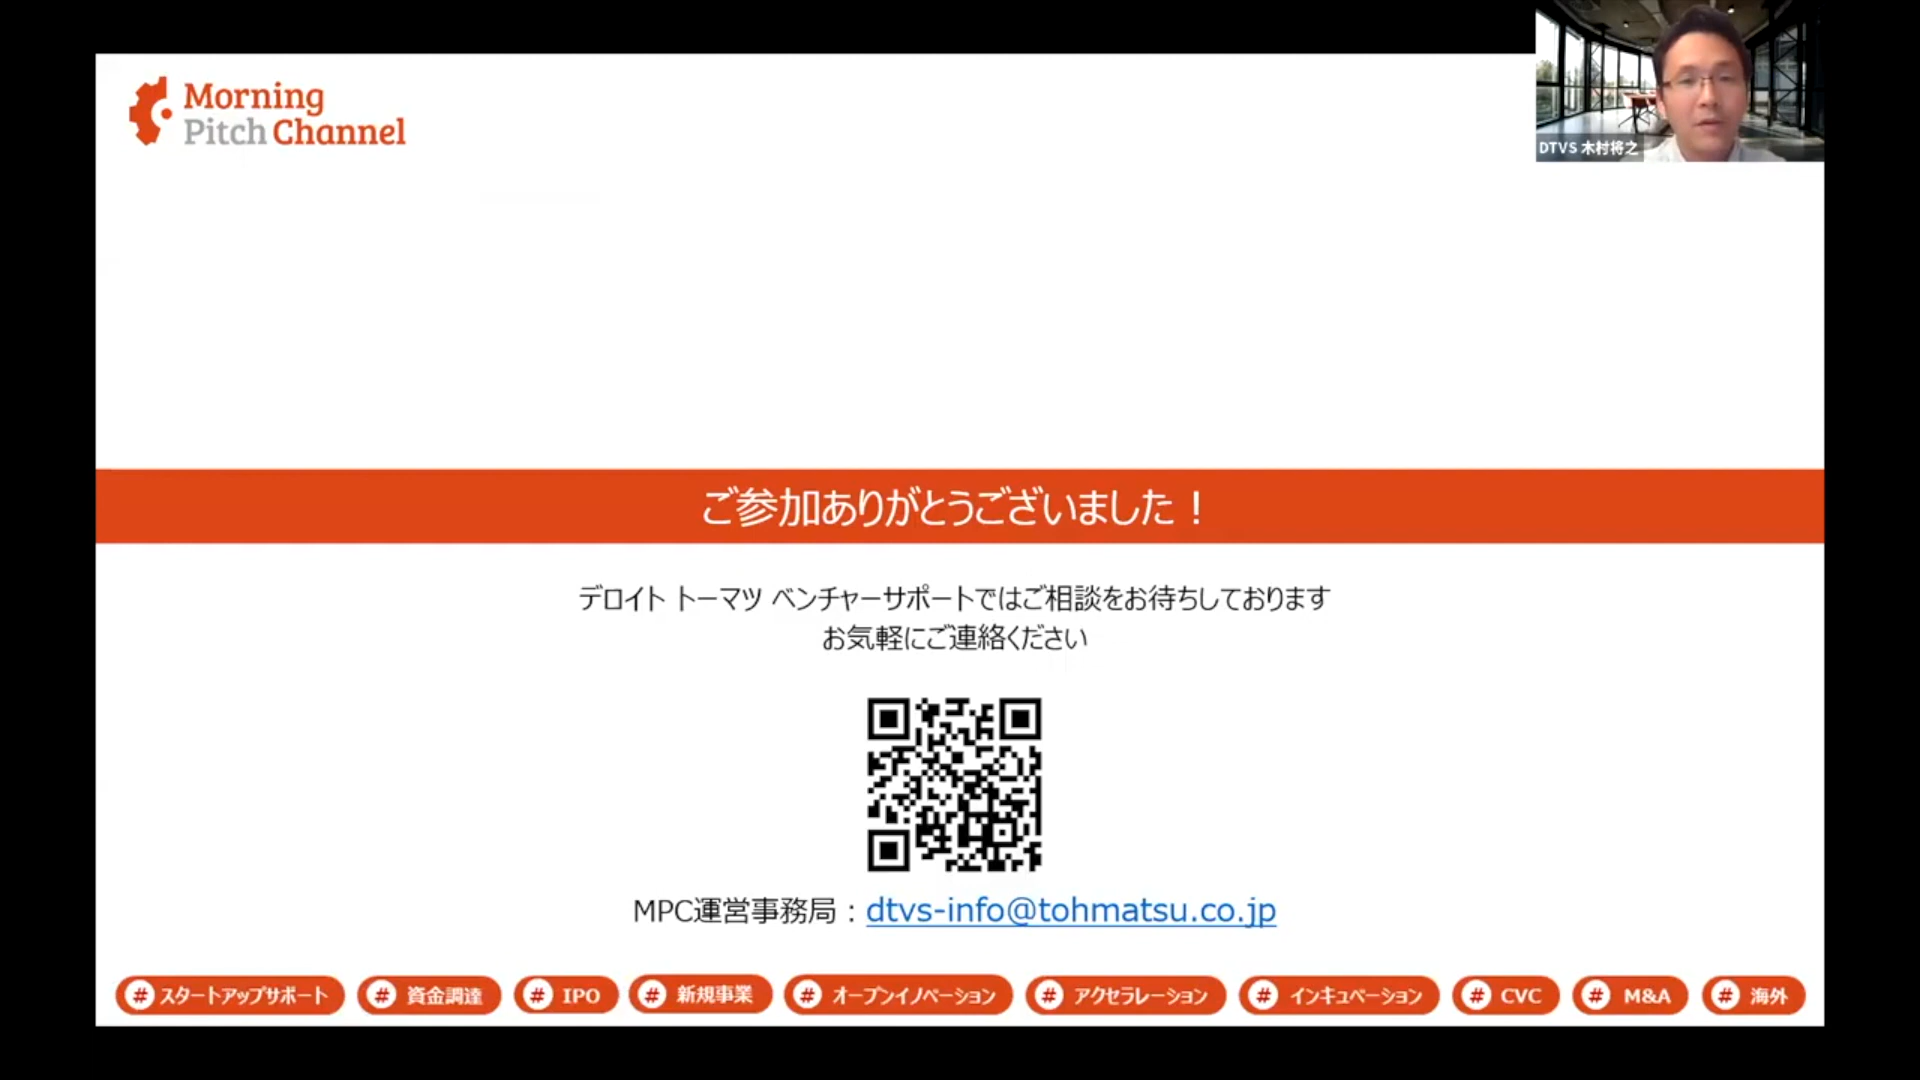 Morning
Pitch Channel
DTVS 木村将之
ご参加ありがとうございました！
デロイト トーマツ ベンチャーサポートではご相談をお待ちしております
お気軽にご連絡ください
MPC運営事務局：dtvs-info@tohmatsu.co.jp
# スタートアップサポート # 資金調達 # IPO # 新規事業 # オープンイノベーション # アクセラレーション # インキュベーション # CVC # M&A # 海外